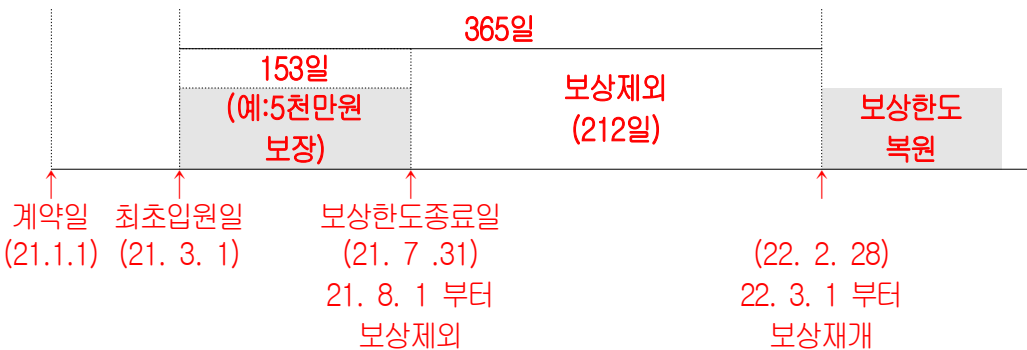 365일
153일
(예:5천만원
보장)
보상제외
(212일)
보상한도
복원
계약일
(21.1.1)
최초입원일
(21. 3. 1)
보상한도종료일
(21. 7 .31)
21. 8. 1 부터
보상제외
(22. 2. 28)
22. 3. 1 부터
보상재개